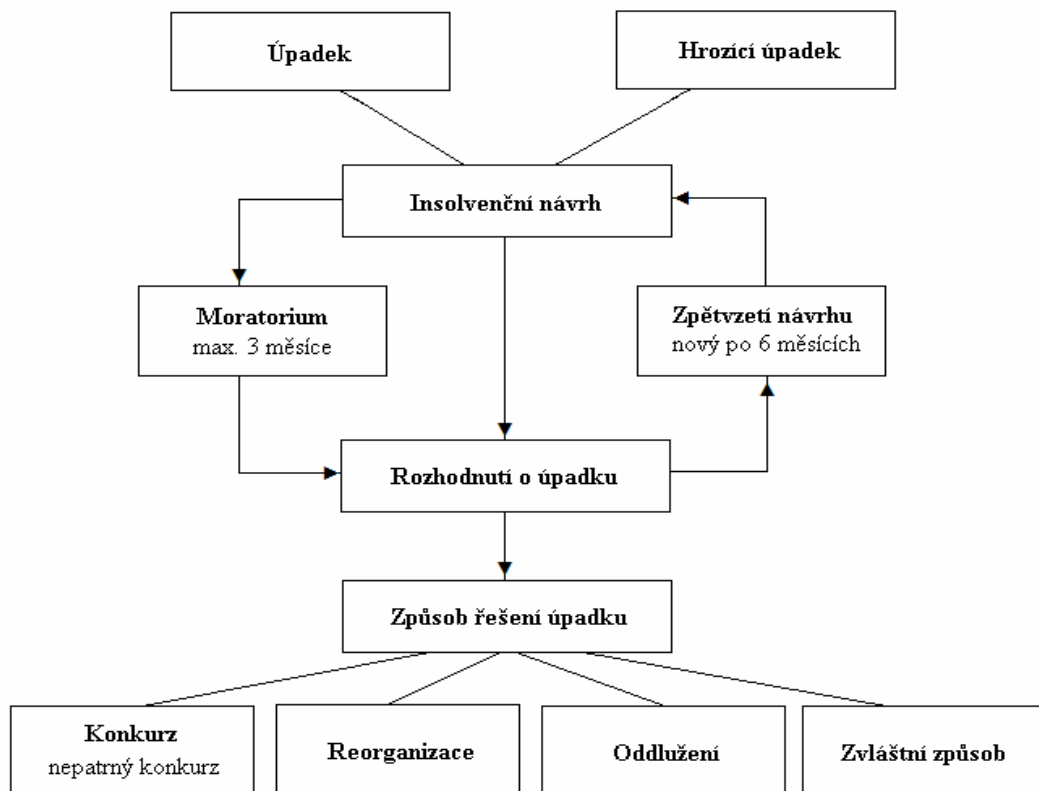 Úpadek
Hrozící úpadek
Insolvenční návrh
Moratorium
max. 3 měsíce
Zpětvzetí návrhu
nový po 6 měsících
Rozhodnutí o úpadku
Způsob řešení úpadku
Konkurz
nepatrný konkurz
Reorganizace
Oddlužení
Zvláštní způsob